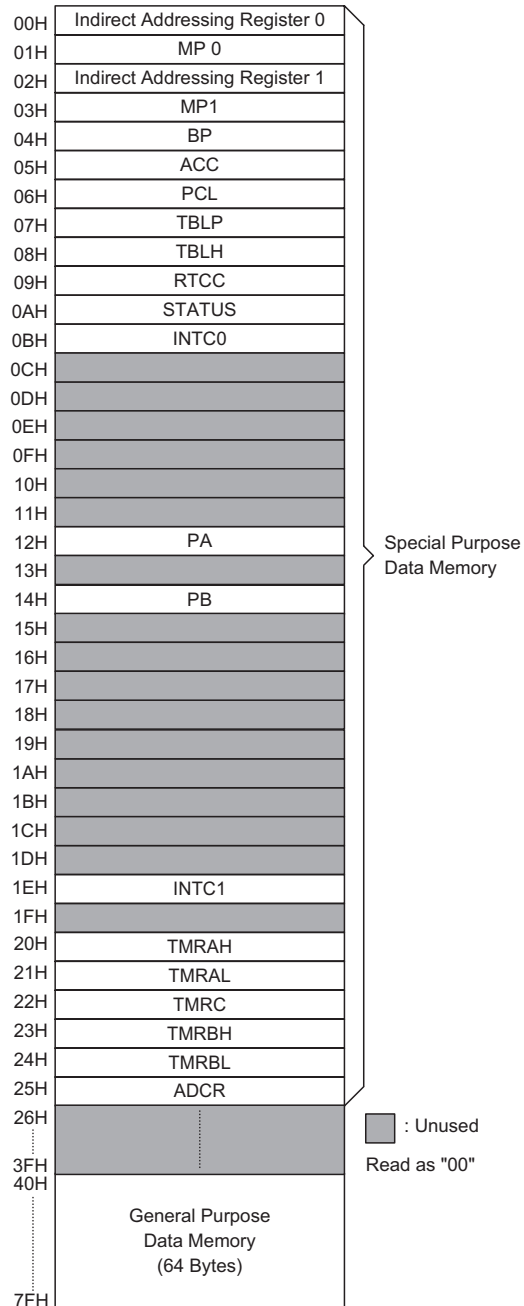 00H Indirect Addressing Register 0
01H MP 0
02H Indirect Addressing Register 1
03H MP1
04H BP
05H ACC
06H PCL
07H TBLP
08H TBLH
09H RTCC
0AH STATUS
0BH INTC0
0CH
0DH
0EH
0FH
10H
11H
12H PA
13H
14H PB
15H
16H
17H
18H
19H
1AH
1BH
1CH
1DH
1EH INTC1
1FH
20H TMRAH
21H TMRAL
22H TMRC
23H TMRBH
24H TMRBL
25H ADCR
26H
3FH
40H
General Purpose
Data Memory
(64 Bytes)
7FH
Special Purpose
Data Memory
: Unused
Read as "00"